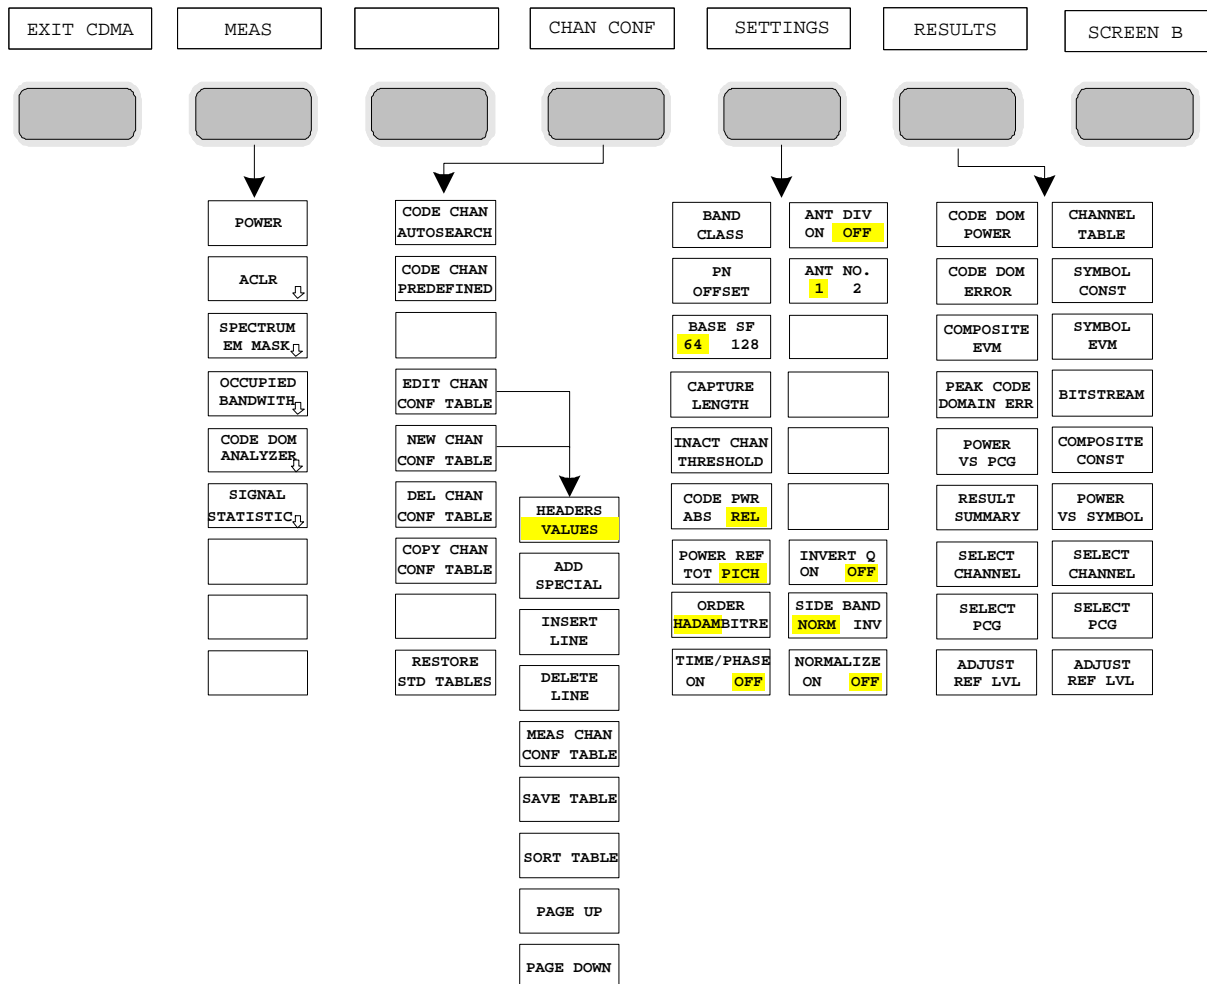 EXIT CDMA
MEAS
CHAN CONF
SETTINGS
RESULTS
SCREEN B
POWER
ACLR
SPECTRUM
EM MASK
OCCUPIED
BANDWITH
CODE DOM
ANALYZER
SIGNAL
STATISTIC
CODE CHAN
AUTOSEARCH
CODE CHAN
PREDEFINED
EDIT CHAN
CONF TABLE
NEW CHAN
CONF TABLE
DEL CHAN
CONF TABLE
COPY CHAN
CONF TABLE
RESTORE
STD TABLES
HEADERS
VALUES
ADD
SPECIAL
INSERT
LINE
DELETE
LINE
MEAS CHAN
CONF TABLE
SAVE TABLE
SORT TABLE
PAGE UP
PAGE DOWN
BAND
CLASS
PN
OFFSET
BASE SF
64 128
CAPTURE
LENGTH
INACT CHAN
THRESHOLD
CODE PWR
ABS REL
POWER REF
TOT PICH
ORDER
HADAMBITRE
TIME/PHASE
ON OFF
ANT DIV
ON OFF
ANT NO.
1 2
INVERT Q
ON OFF
SIDE BAND
NORM INV
NORMALIZE
ON OFF
CODE DOM
POWER
CODE DOM
ERROR
COMPOSITE
EVM
PEAK CODE
DOMAIN ERR
POWER
VS PCG
RESULT
SUMMARY
SELECT
CHANNEL
SELECT
PCG
ADJUST
REF LVL
CHANNEL
TABLE
SYMBOL
CONST
SYMBOL
EVM
BITSTREAM
COMPOSITE
CONST
POWER
VS SYMBOL
SELECT
CHANNEL
SELECT
PCG
ADJUST
REF LVL